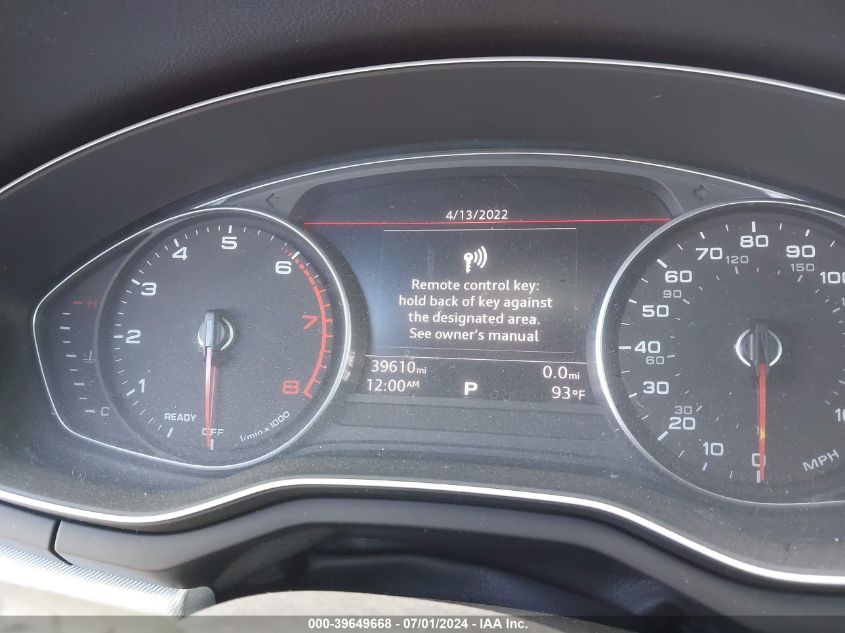 4/13/2022
Remote control key:
hold back of key against
the designated area.
See owner's manual
39610mi 0.0mi
12:00AM P 93°F
H
C
1 2 3 4 5 6 7 8
READY OFF 1/min x 1000
0 10 20 30 40 50 60 70 80 90 100
30 60 90 120 150
MPH
000-39649668 - 07/01/2024 - IAA Inc.